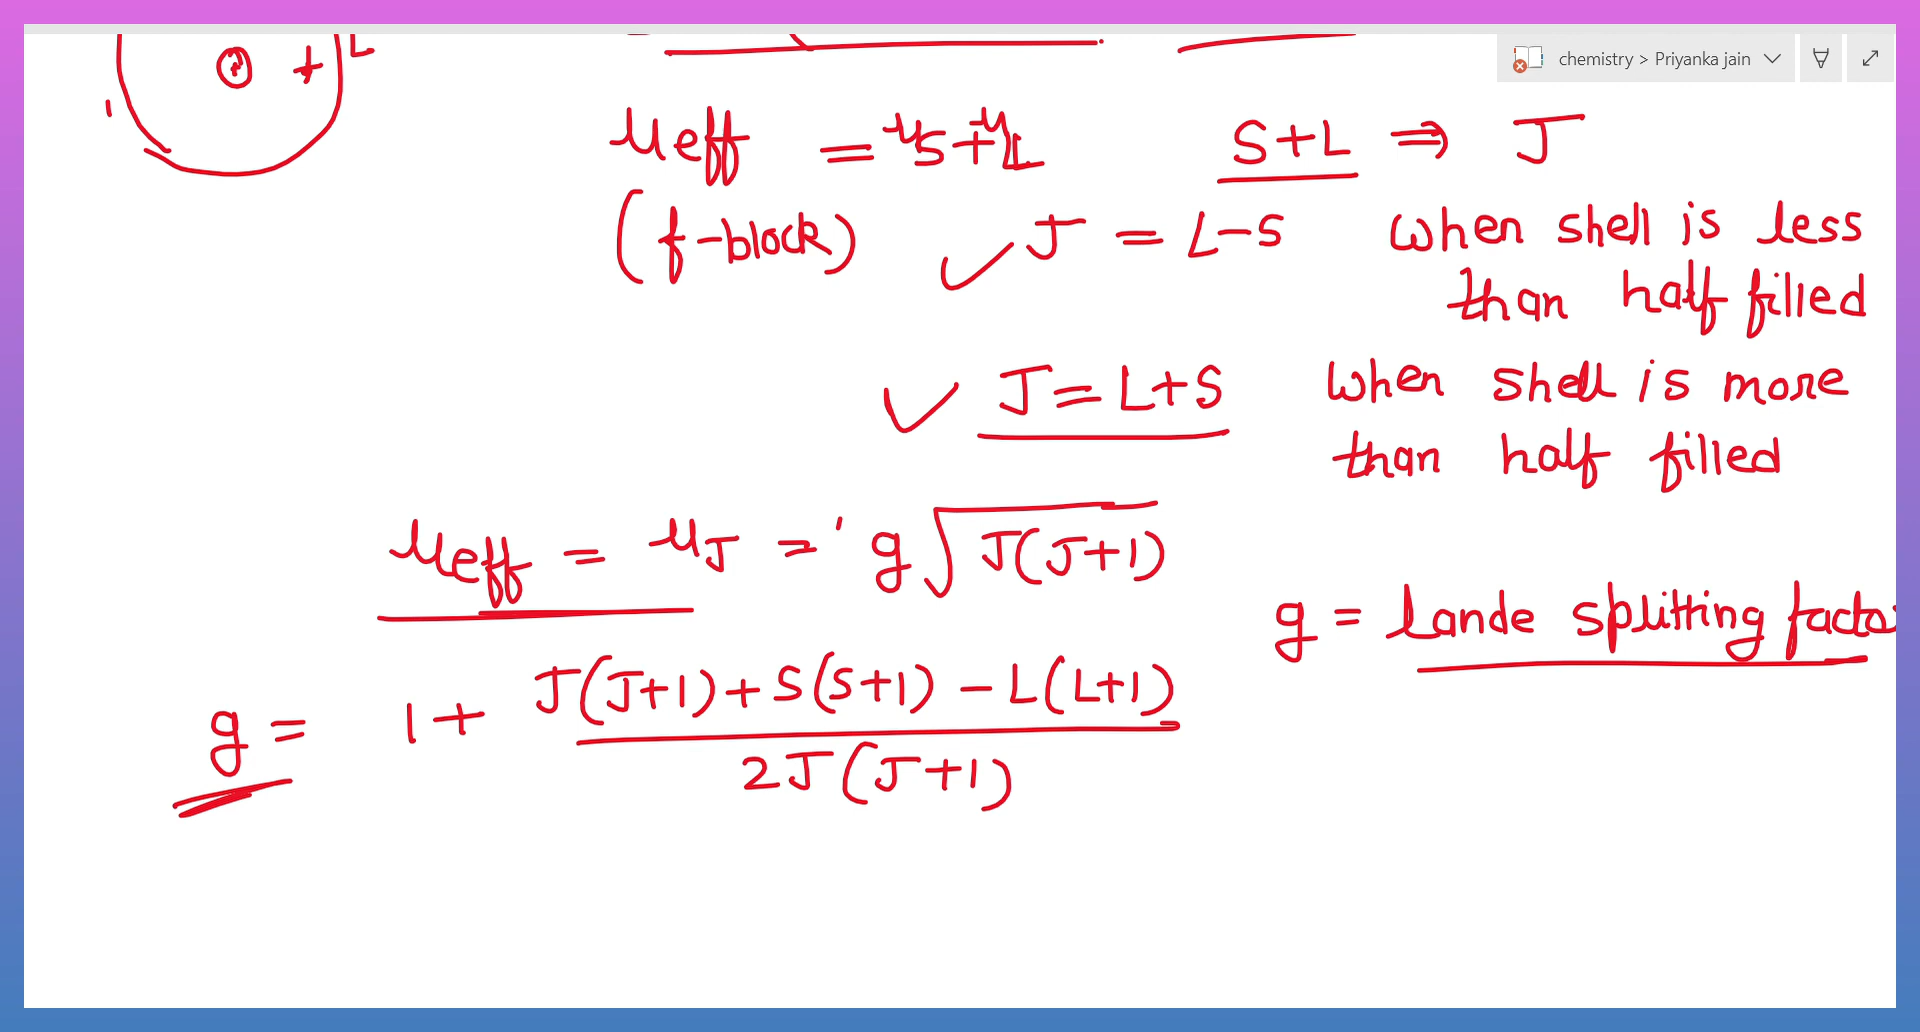 chemistry > Priyanka jain
+ L
μeff = μs + μL S+L ⇒ J
(f-block) J = L-S When shell is less
than half filled
J = L+S When shell is more
than half filled
μeff = μJ = g√J(J+1)
g = Lande splitting facto
g = 1 + J(J+1) + S(S+1) - L(L+1)
2J(J+1)